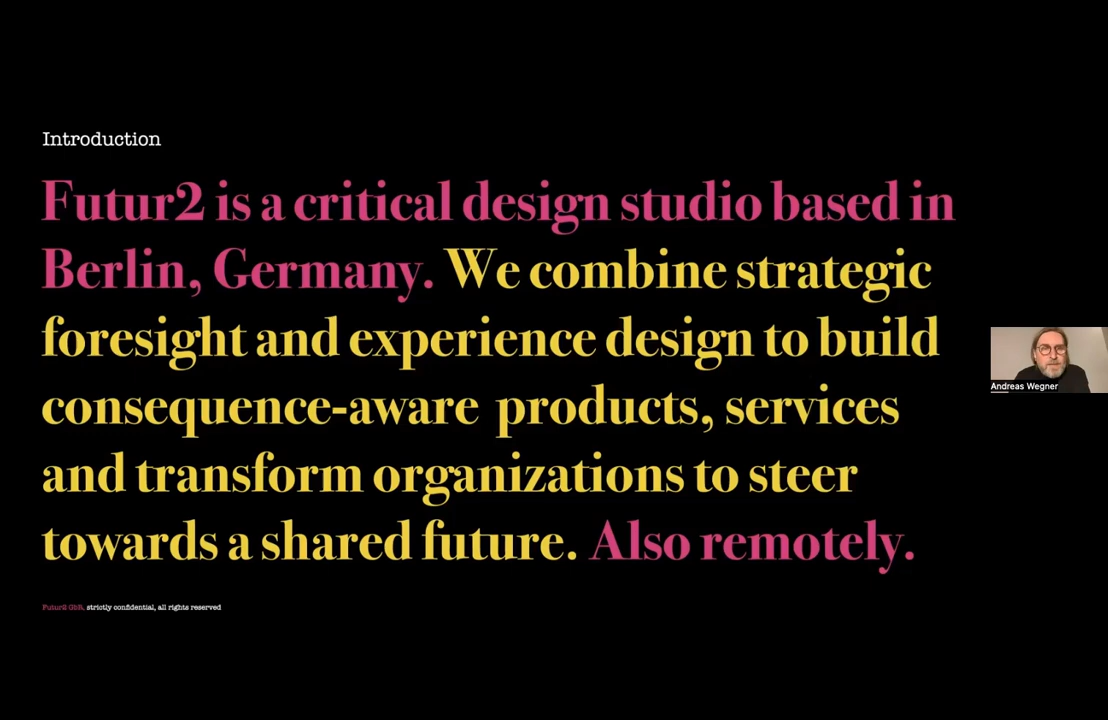 Introduction
Futur2 is a critical design studio based in
Berlin, Germany. We combine strategic
foresight and experience design to build
consequence-aware products, services
and transform organizations to steer
towards a shared future. Also remotely.
Andreas Wegner
Futur2 GbR, strictly confidential, all rights reserved